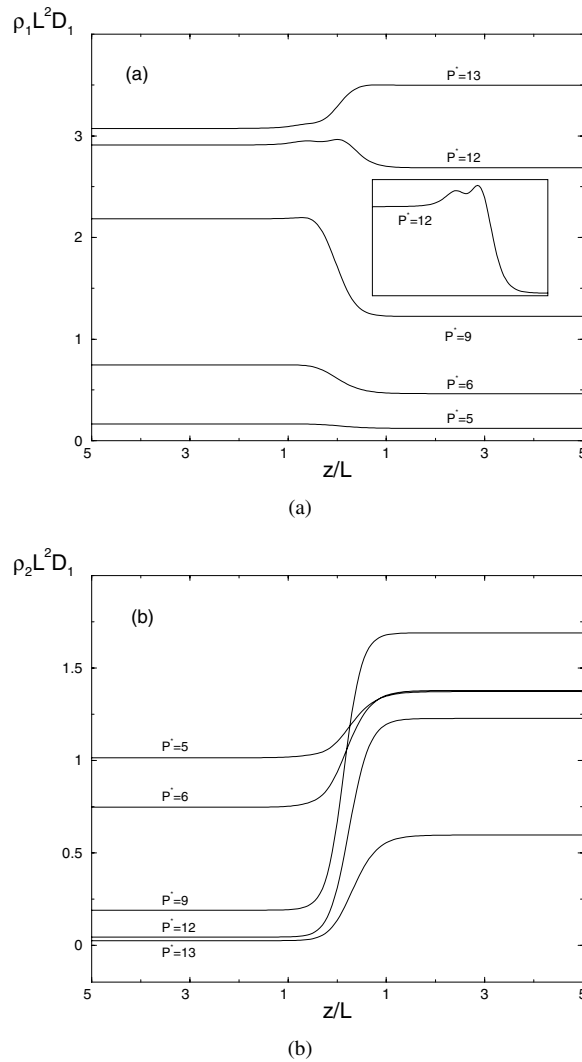 ρ₁L²D₁
(a)
P*=13
3
P*=12
P*=12
2
P*=9
1
P*=6
P*=5
0
5 3 1 1 3 5
z/L
(a)
ρ₂L²D₁
(b)
1.5
P*=5
1
P*=6
0.5
P*=9
P*=12
0
P*=13
5 3 1 1 3 5
z/L
(b)